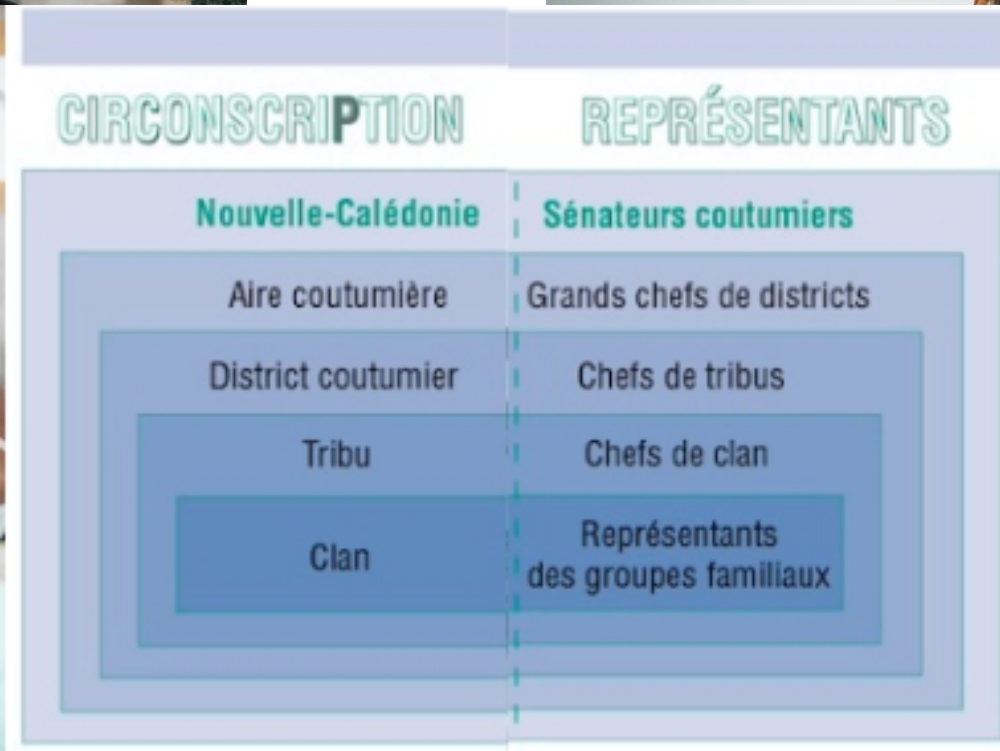 CIRCONSCRIPTION REPRÉSENTANTS
Nouvelle-Calédonie Sénateurs coutumiers
Aire coutumière Grands chefs de districts
District coutumier Chefs de tribus
Tribu Chefs de clan
Clan Représentants
des groupes familiaux